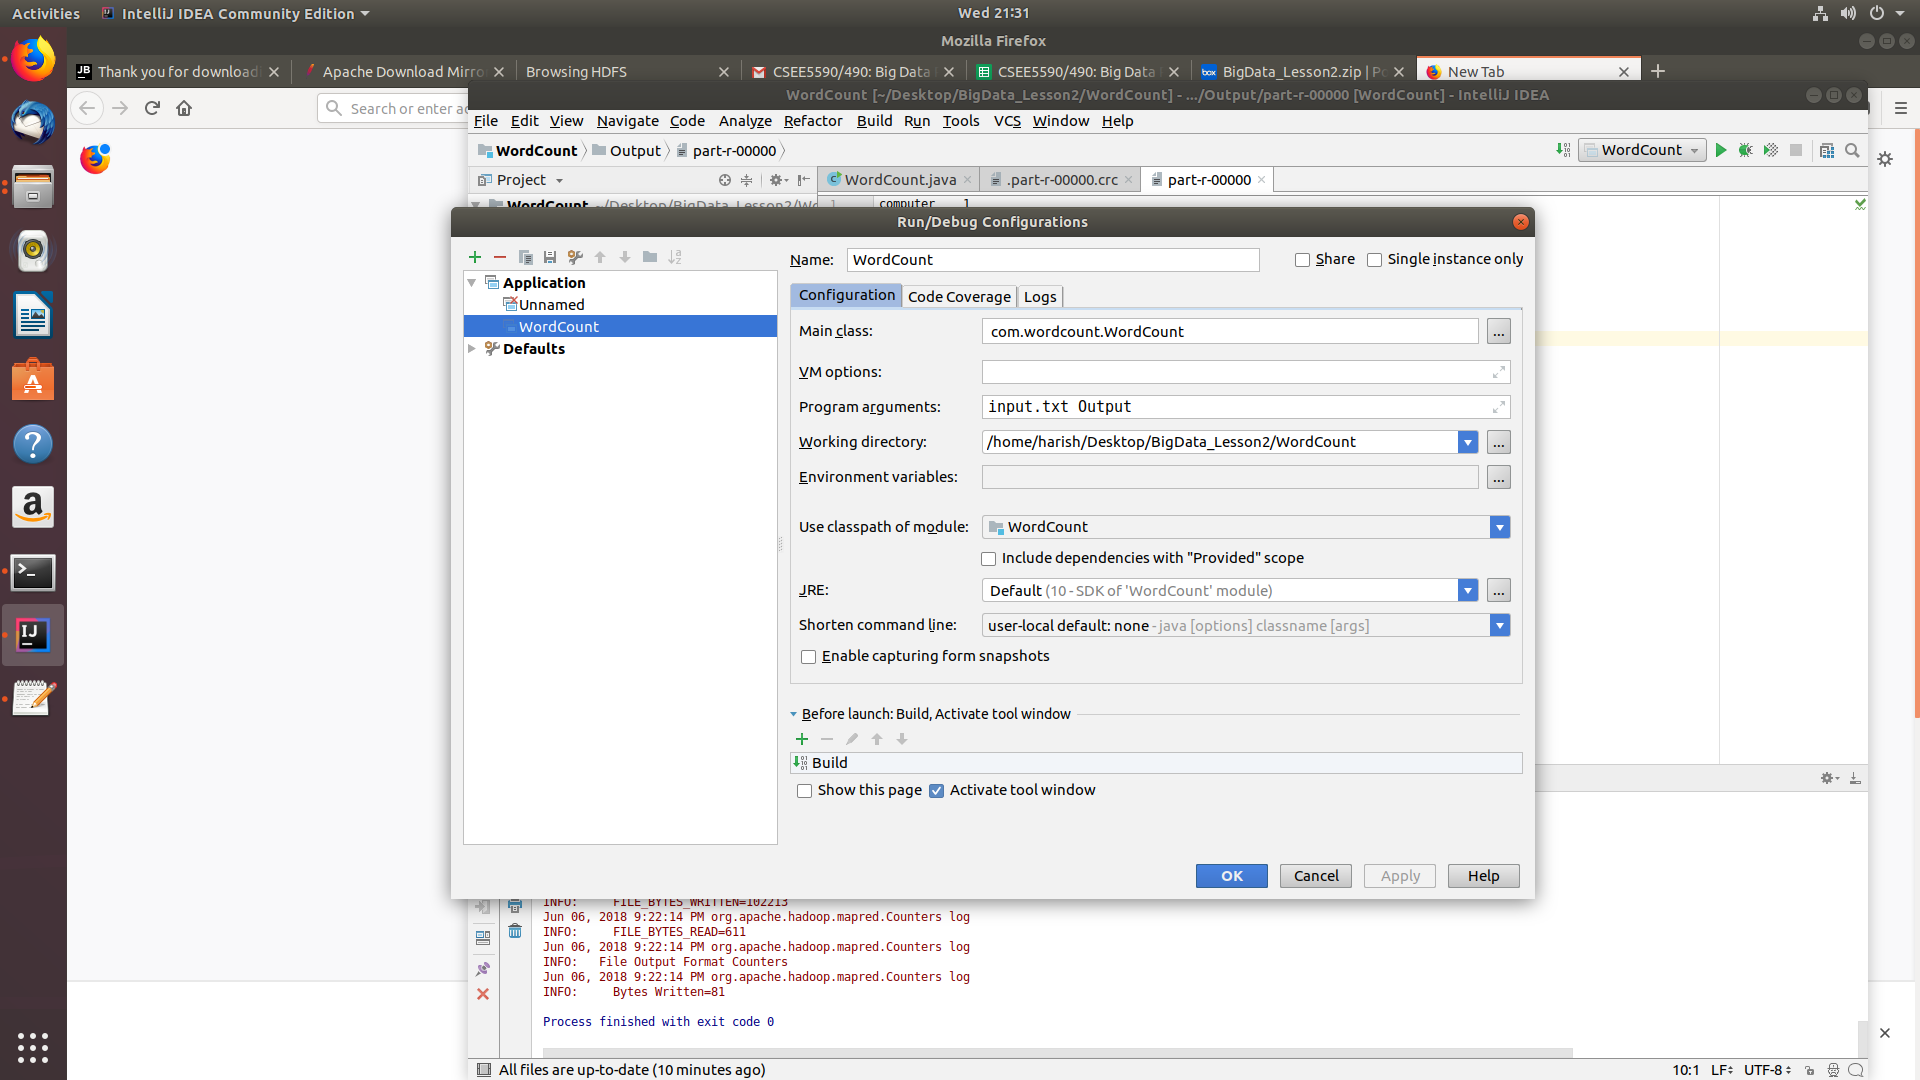 Activities IntelliJ IDEA Community Edition Wed 21:31
Mozilla Firefox
Thank you for download Apache Download Mirro Browsing HDFS CSEE5590/490: Big Data CSEE5590/490: Big Data BigData_Lesson2.zip | Po New Tab
Search or enter ad
WordCount [~/Desktop/BigData_Lesson2/WordCount] - .../Output/part-r-00000 [WordCount] - IntelliJ IDEA
File Edit View Navigate Code Analyze Refactor Build Run Tools VCS Window Help
WordCount Output part-r-00000 WordCount
Project WordCount.java .part-r-00000.crc part-r-00000
WordCount ~/Desktop/BigData_Lesson2/Wo 1 computer 1
Run/Debug Configurations
Name: WordCount Share Single instance only
Application
Unnamed
WordCount
Defaults
Configuration Code Coverage Logs
Main class: com.wordcount.WordCount ...
VM options:
Program arguments: input.txt Output
Working directory: /home/harish/Desktop/BigData_Lesson2/WordCount ...
Environment variables: ...
Use classpath of module: WordCount
Include dependencies with "Provided" scope
JRE: Default (10 - SDK of 'WordCount' module) ...
Shorten command line: user-local default: none - java [options] classname [args]
Enable capturing form snapshots
Before launch: Build, Activate tool window
Build
Show this page Activate tool window
OK Cancel Apply Help
INFO: FILE_BYTES_WRITTEN=102213
Jun 06, 2018 9:22:14 PM org.apache.hadoop.mapred.Counters log
INFO: FILE_BYTES_READ=611
Jun 06, 2018 9:22:14 PM org.apache.hadoop.mapred.Counters log
INFO: File Output Format Counters
Jun 06, 2018 9:22:14 PM org.apache.hadoop.mapred.Counters log
INFO: Bytes Written=81
Process finished with exit code 0
All files are up-to-date (10 minutes ago) 10:1 LF UTF-8